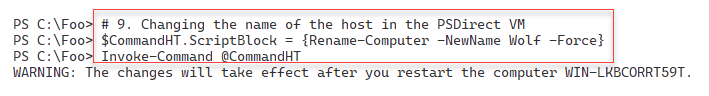 PS C:\Foo> # 9. Changing the name of the host in the PSDirect VM
PS C:\Foo> $CommandHT.ScriptBlock = {Rename-Computer -NewName Wolf -Force}
PS C:\Foo> Invoke-Command @CommandHT
WARNING: The changes will take effect after you restart the computer WIN-LKBCORRT59T.